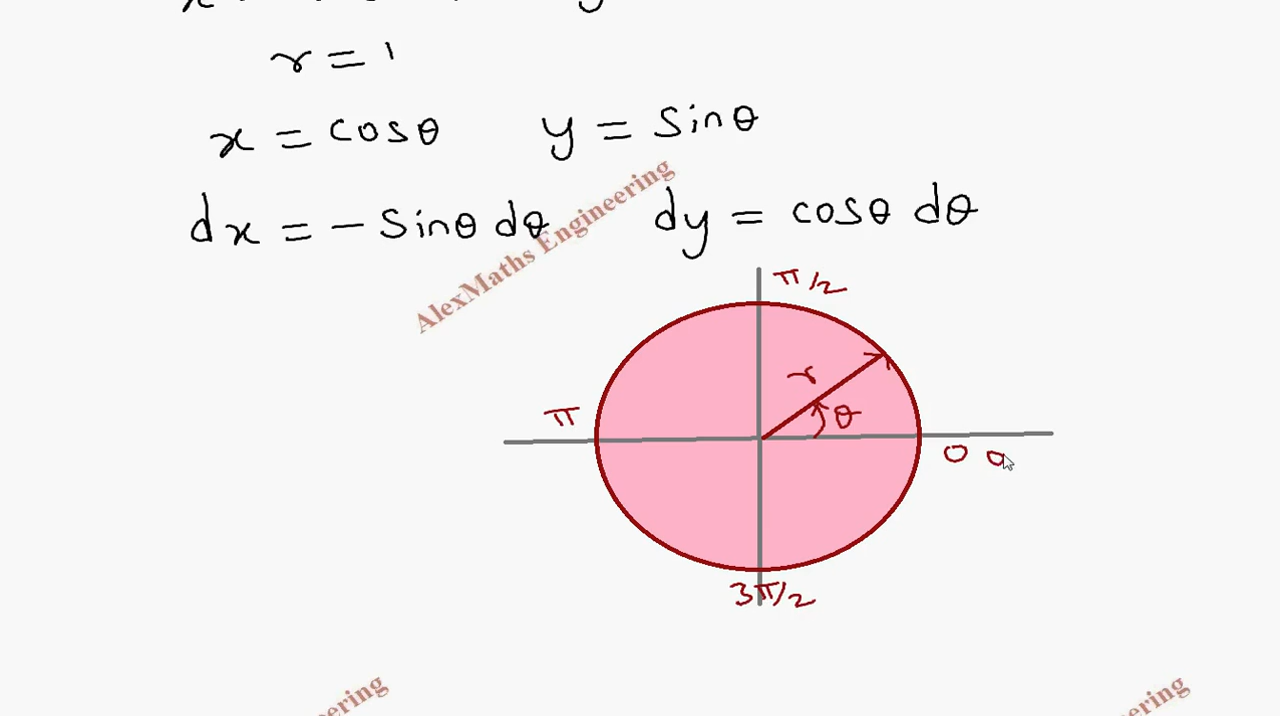 r = 1
x = cosθ y = sinθ
dx = - sinθ dθ dy = cosθ dθ
AlexMaths Engineering
π/2
r
θ
π
0
3π/2